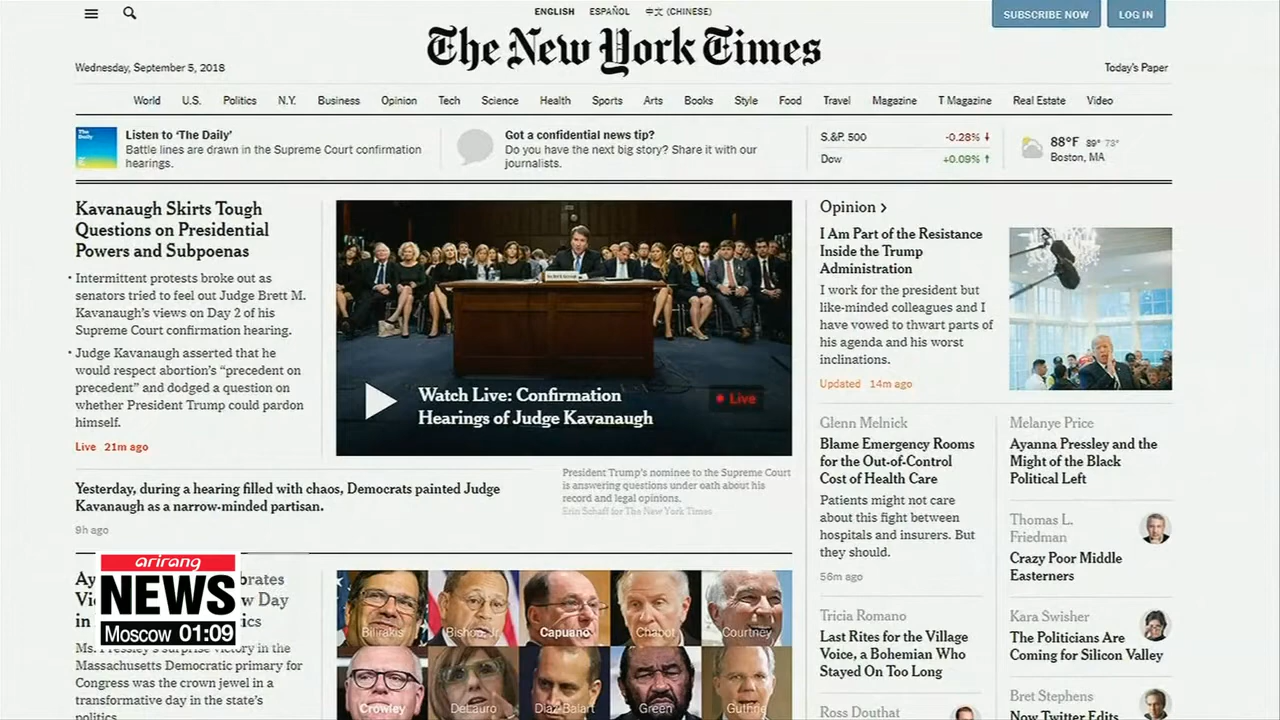 ENGLISH ESPAÑOL 中文 (CHINESE)
SUBSCRIBE NOW
LOG IN
The New York Times
Wednesday, September 5, 2018
Today's Paper
World U.S. Politics N.Y. Business Opinion Tech Science Health Sports Arts Books Style Food Travel Magazine T Magazine Real Estate Video
The Daily
Listen to 'The Daily'
Battle lines are drawn in the Supreme Court confirmation
hearings.
Got a confidential news tip?
Do you have the next big story? Share it with our
journalists.
S.&P. 500 -0.28% ↓
Dow +0.09% ↑
88°F 89° 73°
Boston, MA
Kavanaugh Skirts Tough
Questions on Presidential
Powers and Subpoenas
• Intermittent protests broke out as
senators tried to feel out Judge Brett M.
Kavanaugh's views on Day 2 of his
Supreme Court confirmation hearing.
• Judge Kavanaugh asserted that he
would respect abortion's “precedent on
precedent” and dodged a question on
whether President Trump could pardon
himself.
Live 21m ago
Watch Live: Confirmation
Hearings of Judge Kavanaugh
Live
President Trump's nominee to the Supreme Court
is answering questions under oath about his
record and legal opinions.
Erin Schaff for The New York Times
Yesterday, during a hearing filled with chaos, Democrats painted Judge
Kavanaugh as a narrow-minded partisan.
9h ago
Opinion >
I Am Part of the Resistance
Inside the Trump
Administration
I work for the president but
like-minded colleagues and I
have vowed to thwart parts of
his agenda and his worst
inclinations.
Updated 14m ago
Glenn Melnick
Blame Emergency Rooms
for the Out-of-Control
Cost of Health Care
Patients might not care
about this fight between
hospitals and insurers. But
they should.
56m ago
Tricia Romano
Last Rites for the Village
Voice, a Bohemian Who
Stayed On Too Long
Ross Douthat
Melanye Price
Ayanna Pressley and the
Might of the Black
Political Left
Thomas L.
Friedman
Crazy Poor Middle
Easterners
Kara Swisher
The Politicians Are
Coming for Silicon Valley
Bret Stephens
Now Twitter Edits
Ay brates
Vi w Day
in tics
Ms. Pressley's surprise victory in the
Massachusetts Democratic primary for
Congress was the crown jewel in a
transformative day in the state's
politics.
Bilirakis Bishop, Jr. Capuano Chabot Courtney
Crowley DeLauro Diaz-Balart Green Guthrie
arirang
NEWS
Moscow 01:09